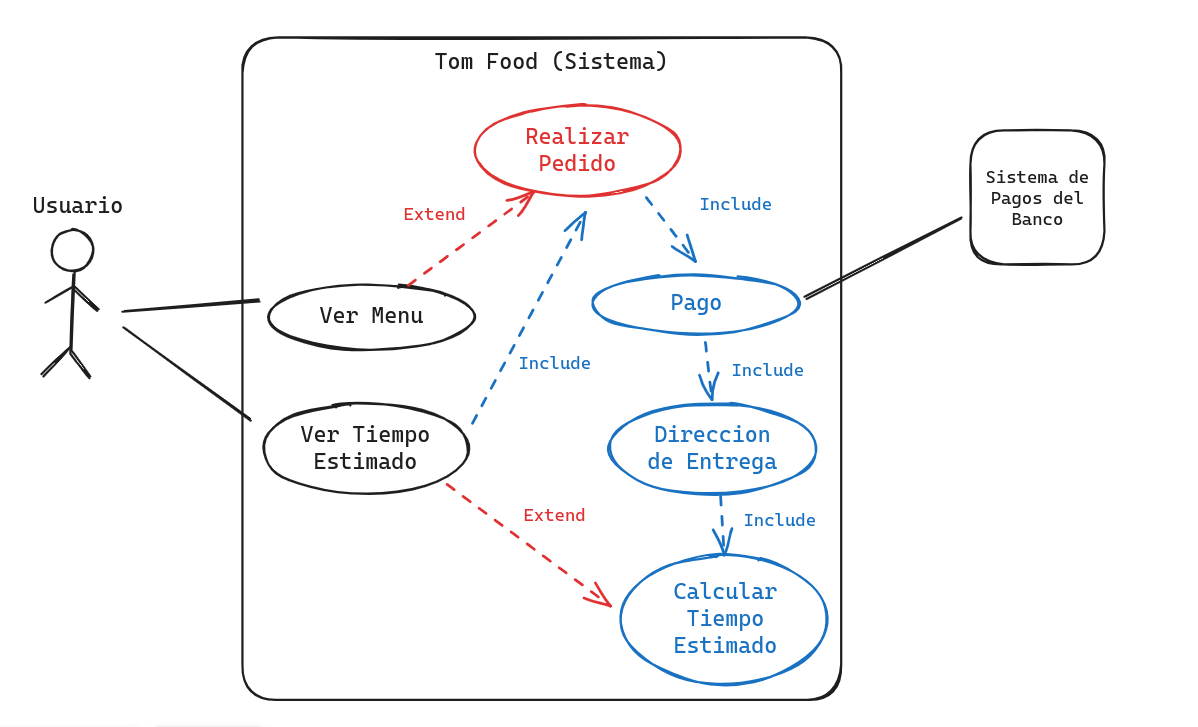 Tom Food (Sistema)
Realizar
Pedido
Sistema de
Pagos del
Banco
Usuario
Extend
Include
Ver Menu
Pago
Include
Include
Ver Tiempo
Estimado
Direccion
de Entrega
Extend
Include
Calcular
Tiempo
Estimado